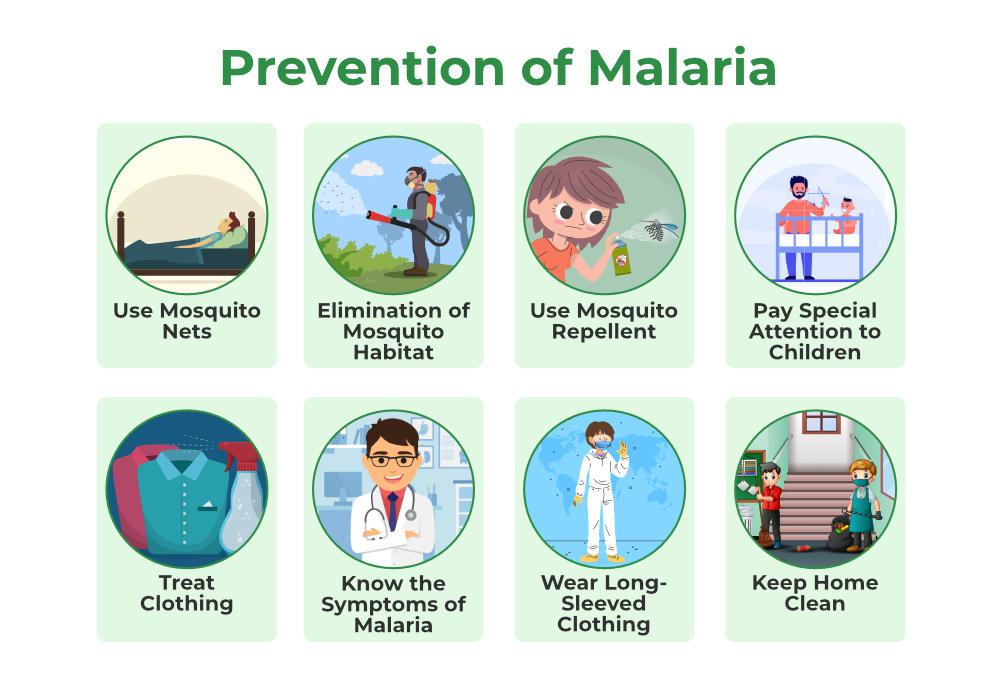 Prevention of Malaria
Use Mosquito
Nets
Elimination of
Mosquito
Habitat
Use Mosquito
Repellent
Pay Special
Attention to
Children
Treat
Clothing
Know the
Symptoms of
Malaria
Wear Long-
Sleeved
Clothing
Keep Home
Clean